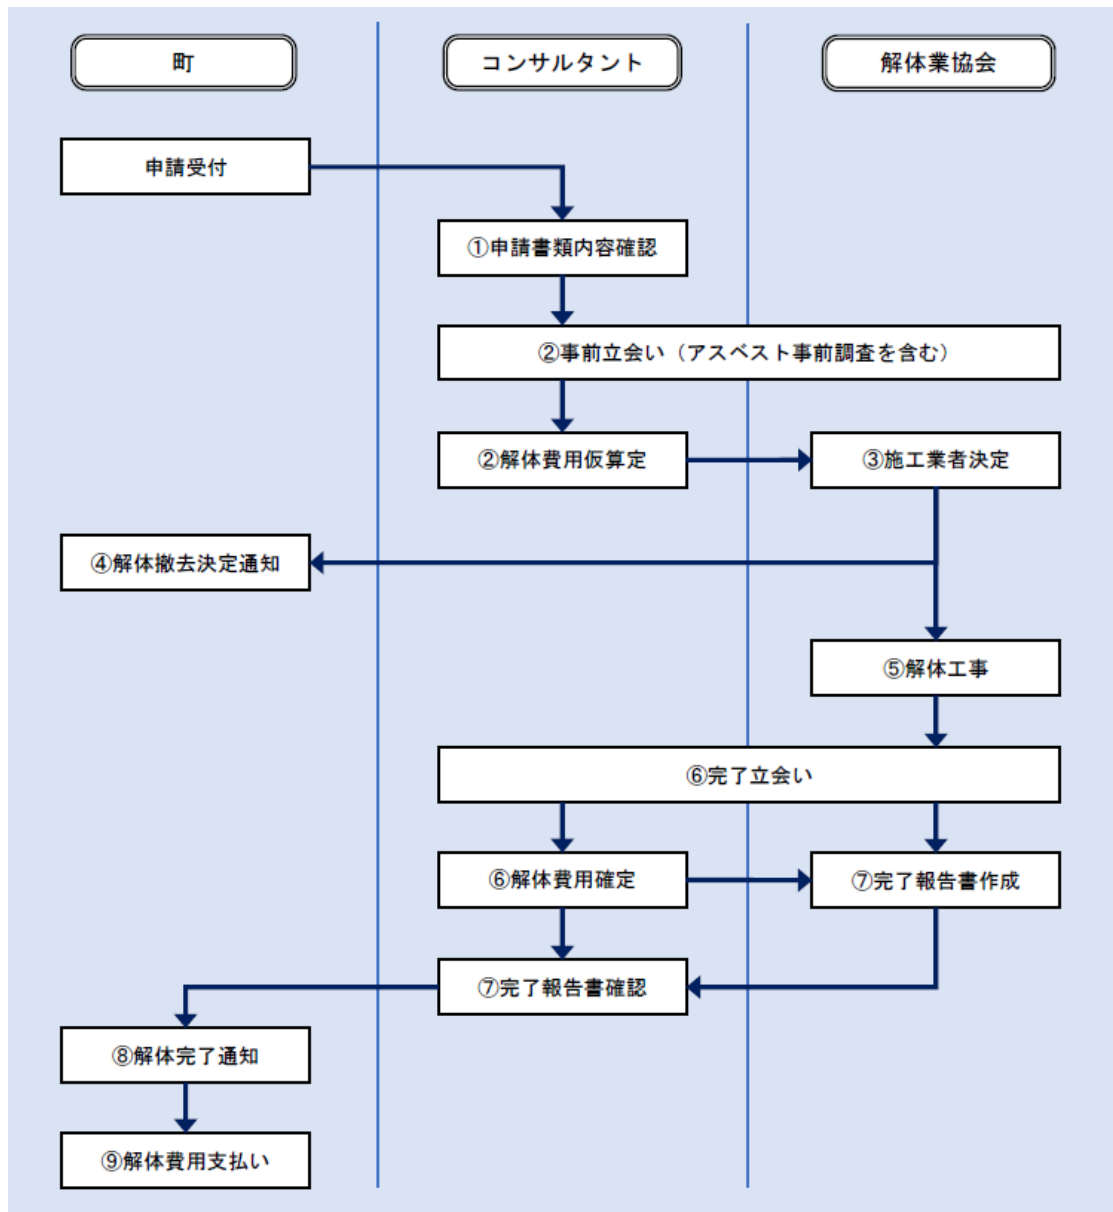 町
コンサルタント
解体業協会
申請受付
①申請書類内容確認
②事前立会い（アスベスト事前調査を含む）
②解体費用仮算定
③施工業者決定
④解体撤去決定通知
⑤解体工事
⑥完了立会い
⑥解体費用確定
⑦完了報告書作成
⑦完了報告書確認
⑧解体完了通知
⑨解体費用支払い